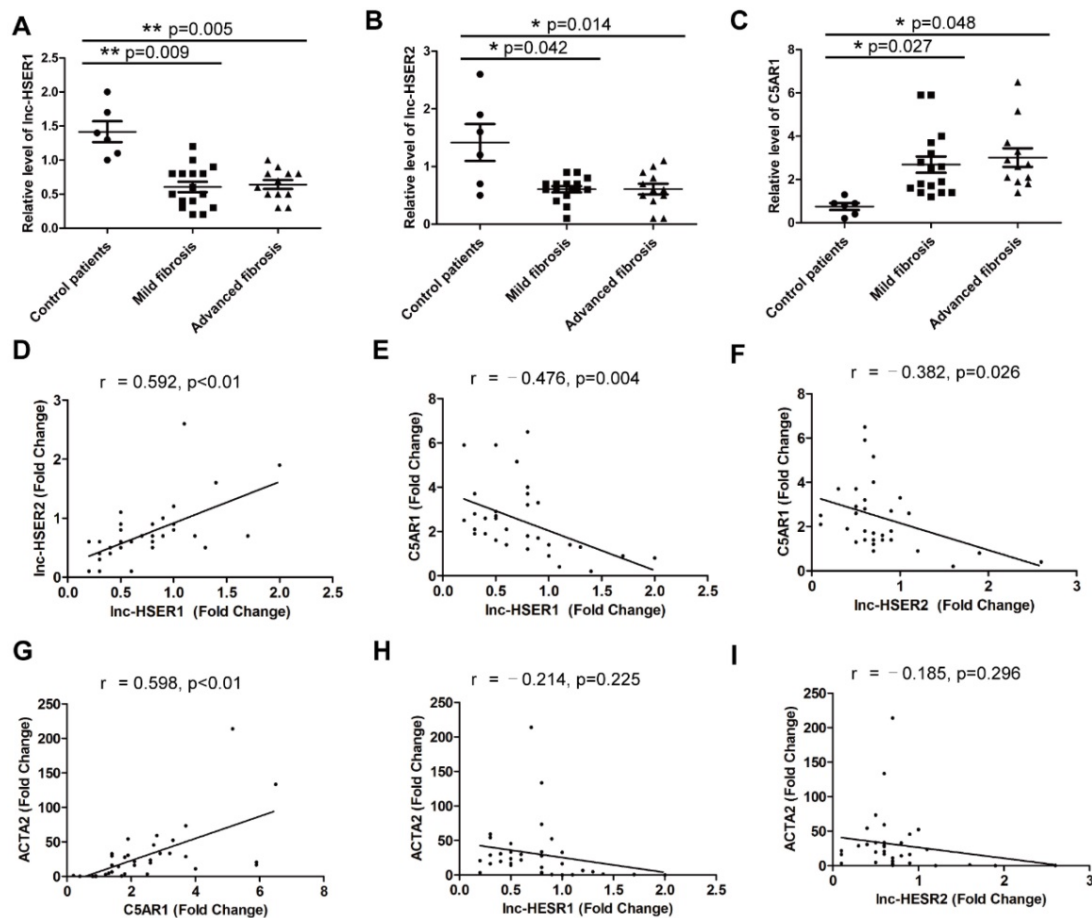 A
** p=0.005
** p=0.009
Relative level of lnc-HSER1
2.5
2.0
1.5
1.0
0.5
0.0
Control patients
Mild fibrosis
Advanced fibrosis
B
* p=0.014
* p=0.042
Relative level of lnc-HSER2
3
2
1
0
Control patients
Mild fibrosis
Advanced fibrosis
C
* p=0.048
* p=0.027
Relative level of C5AR1
8
6
4
2
0
Control patients
Mild fibrosis
Advanced fibrosis
D
r = 0.592, p<0.01
lnc-HSER2 (Fold Change)
3
2
1
0
0.0 0.5 1.0 1.5 2.0 2.5
lnc-HSER1 (Fold Change)
E
r = −0.476, p=0.004
C5AR1 (Fold Change)
8
6
4
2
0
0.0 0.5 1.0 1.5 2.0 2.5
lnc-HSER1 (Fold Change)
F
r = −0.382, p=0.026
C5AR1 (Fold Change)
8
6
4
2
0
0 1 2 3
lnc-HSER2 (Fold Change)
G
r = 0.598, p<0.01
ACTA2 (Fold Change)
250
200
150
100
50
0
0 2 4 6 8
C5AR1 (Fold Change)
H
r = −0.214, p=0.225
ACTA2 (Fold Change)
250
200
150
100
50
0
0.0 0.5 1.0 1.5 2.0 2.5
lnc-HESR1 (Fold Change)
I
r = −0.185, p=0.296
ACTA2 (Fold Change)
250
200
150
100
50
0
0 1 2 3
lnc-HESR2 (Fold Change)